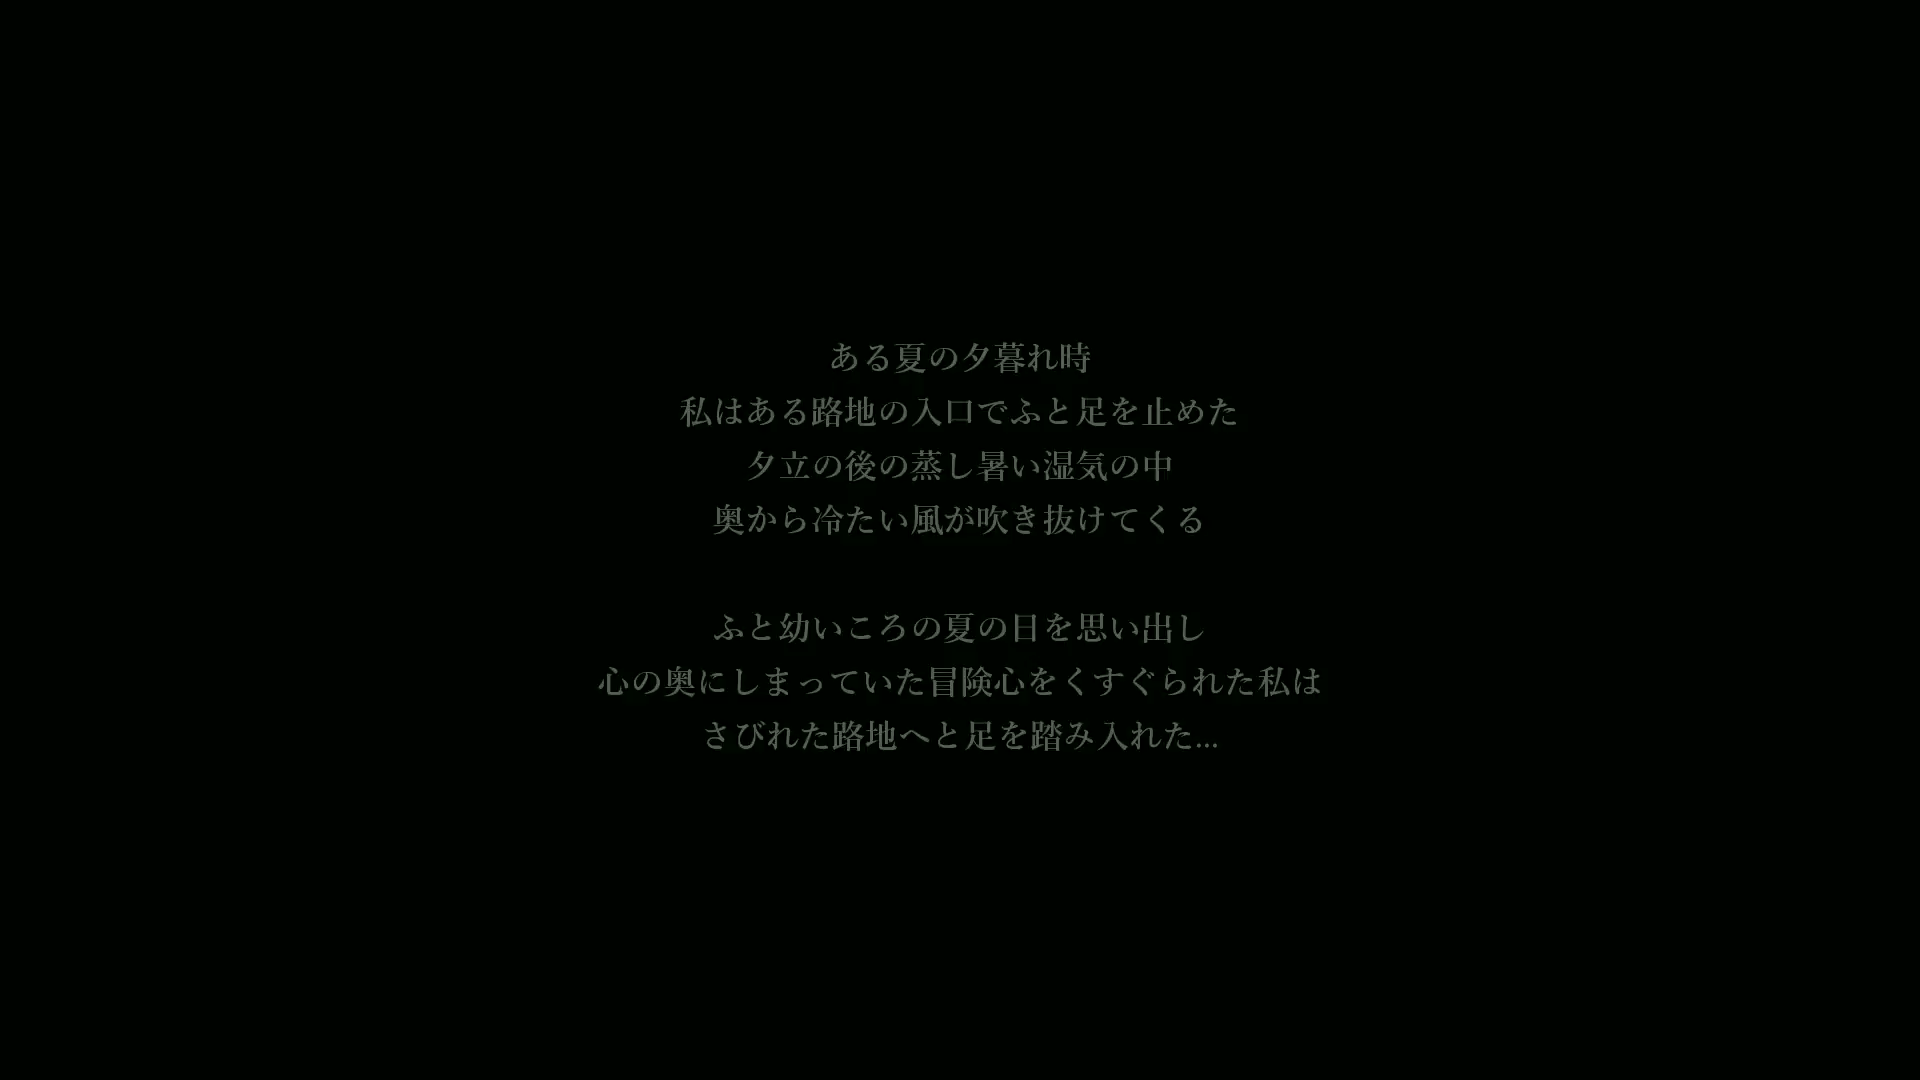 ある夏の夕暮れ時
私はある路地の入口でふと足を止めた
夕立の後の蒸し暑い湿気の中
奥から冷たい風が吹き抜けてくる
ふと幼いころの夏の日を思い出し
心の奥にしまっていた冒険心をくすぐられた私は
さびれた路地へと足を踏み入れた...